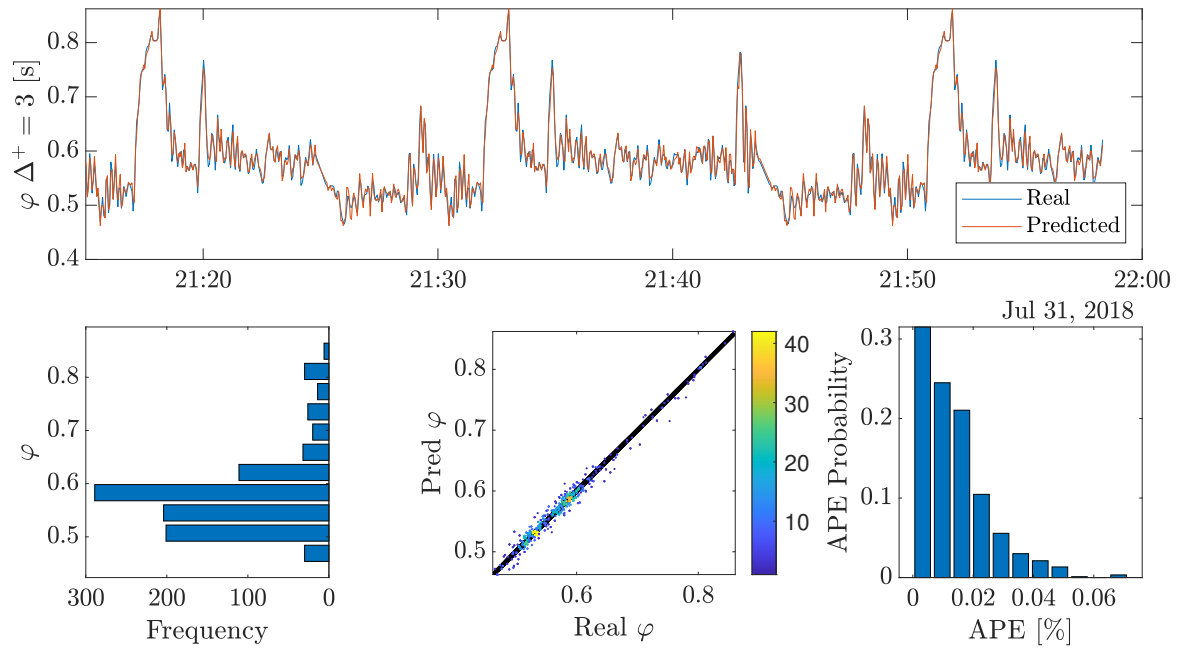 φ Δ⁺ = 3 [s]
0.8
0.7
0.6
0.5
0.4
Real
Predicted
21:20 21:30 21:40 21:50 22:00
Jul 31, 2018
φ
0.8
0.7
0.6
0.5
300 200 100 0
Frequency
Pred φ
0.8
0.7
0.6
0.5
0.6 0.8
Real φ
40
30
20
10
APE Probability
0.3
0.2
0.1
0
0 0.02 0.04 0.06
APE [%]